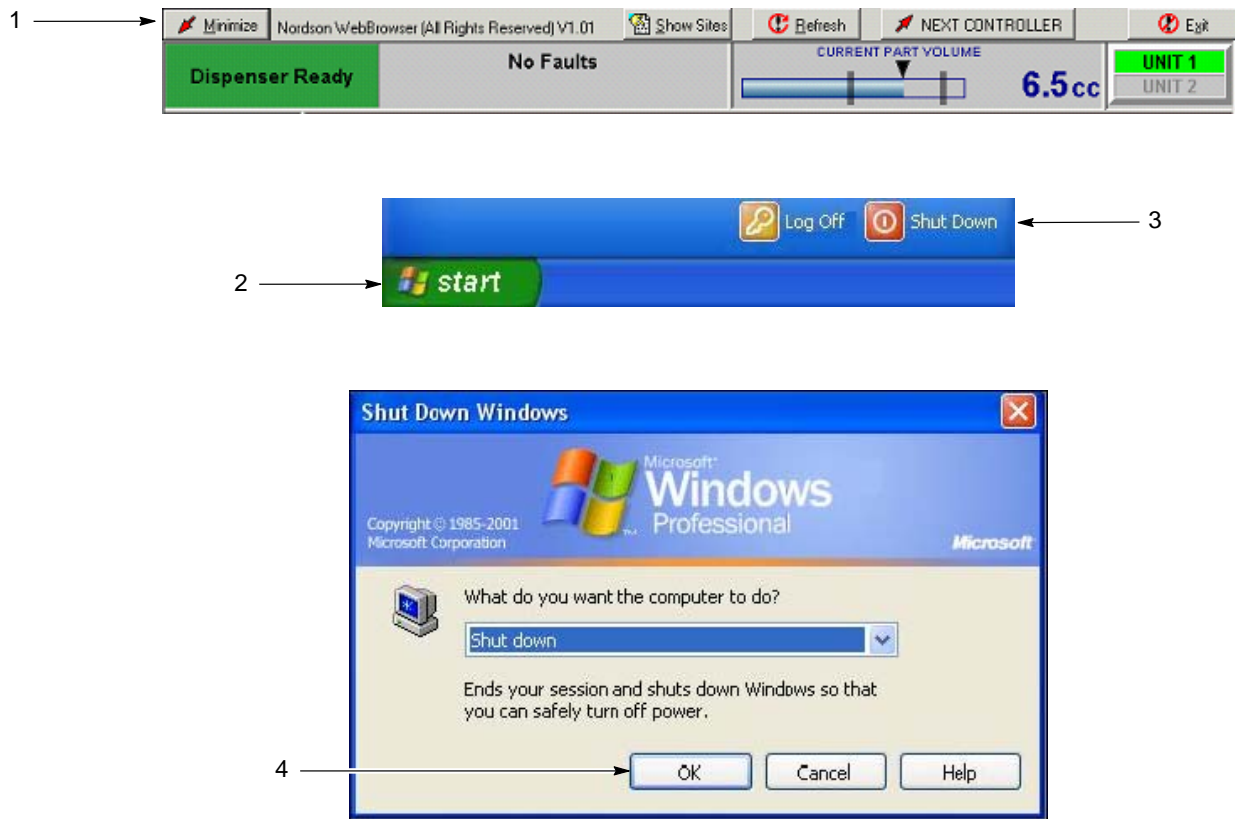 1
Minimize Nordson WebBrowser (All Rights Reserved) V1.01 Show Sites Refresh NEXT CONTROLLER Exit
Dispenser Ready
No Faults
CURRENT PART VOLUME
6.5 cc
UNIT 1
UNIT 2
Log Off Shut Down 3
2 start
Shut Down Windows
Microsoft
Windows
Professional
Copyright © 1985-2001
Microsoft Corporation
Microsoft
What do you want the computer to do?
Shut down
Ends your session and shuts down Windows so that
you can safely turn off power.
4 OK Cancel Help